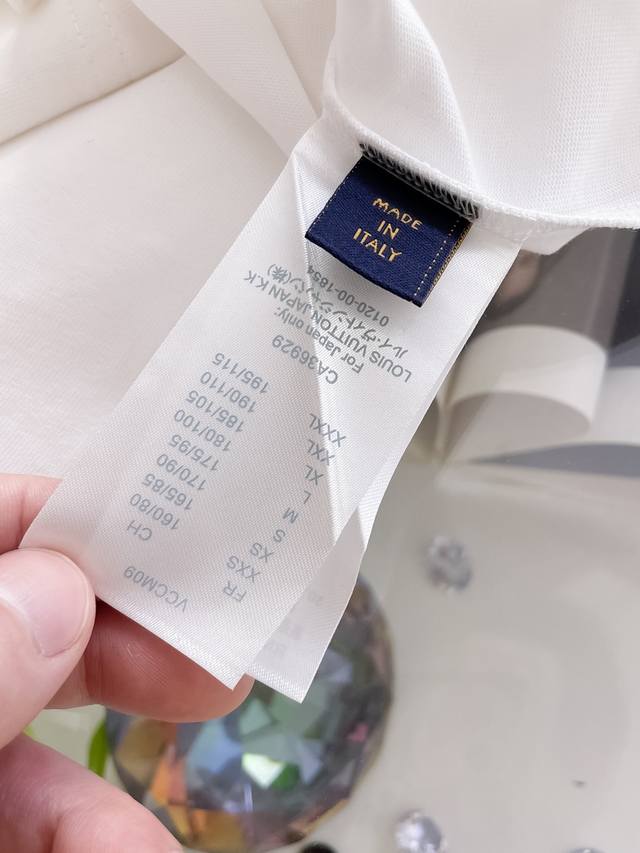 MADE
IN
ITALY
VCCM09
FR CH
XXS 160/80
XS 165/85
S 170/90
M 175/95
L 180/100
XL 185/105
XXL 190/110
XXXL 195/115
CA36929
For Japan only:
LOUIS VUITTON JAPAN K.K
ルイ・ヴィトンジャパン(株)
0120-00-1854